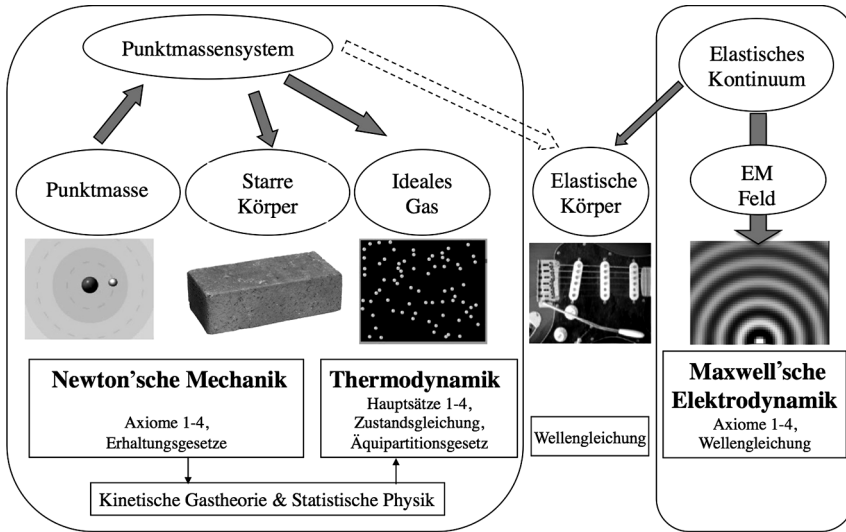 Punktmassensystem
Elastisches
Kontinuum
Punktmasse
Starre
Körper
Ideales
Gas
Elastische
Körper
EM
Feld
Newton'sche Mechanik
Axiome 1-4,
Erhaltungsgesetze
Thermodynamik
Hauptsätze 1-4,
Zustandsgleichung,
Äquipartitionsgesetz
Wellengleichung
Maxwell'sche
Elektrodynamik
Axiome 1-4,
Wellengleichung
Kinetische Gastheorie & Statistische Physik